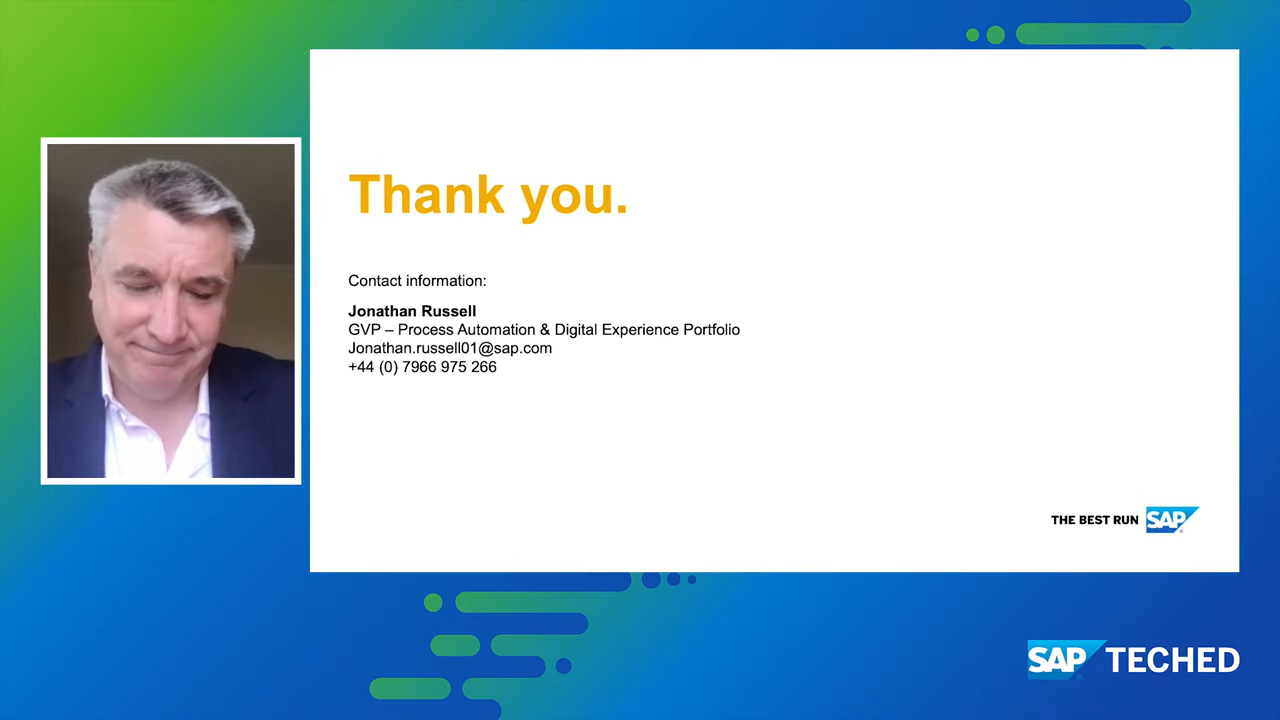 Thank you.
Contact information:
Jonathan Russell
GVP – Process Automation & Digital Experience Portfolio
Jonathan.russell01@sap.com
+44 (0) 7966 975 266
THE BEST RUN SAP
SAP TECHED